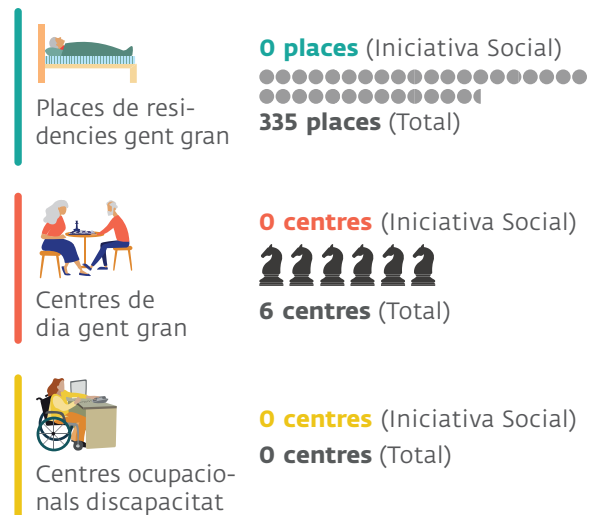 Places de resi-
dencies gent gran
0 places (Iniciativa Social)
335 places (Total)
Centres de
dia gent gran
0 centres (Iniciativa Social)
6 centres (Total)
Centres ocupacio-
nals discapacitat
0 centres (Iniciativa Social)
0 centres (Total)